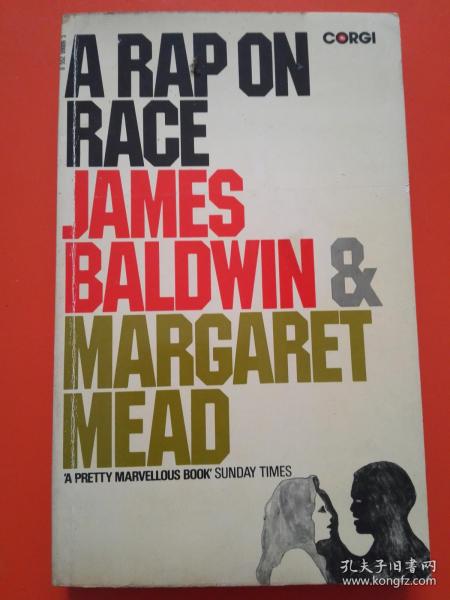 A RAP ON
CORGI
RACE
JAMES
BALDWIN &
MARGARET
MEAD
'A PRETTY MARVELLOUS BOOK' SUNDAY TIMES
孔夫子旧书网
www.kongfz.com